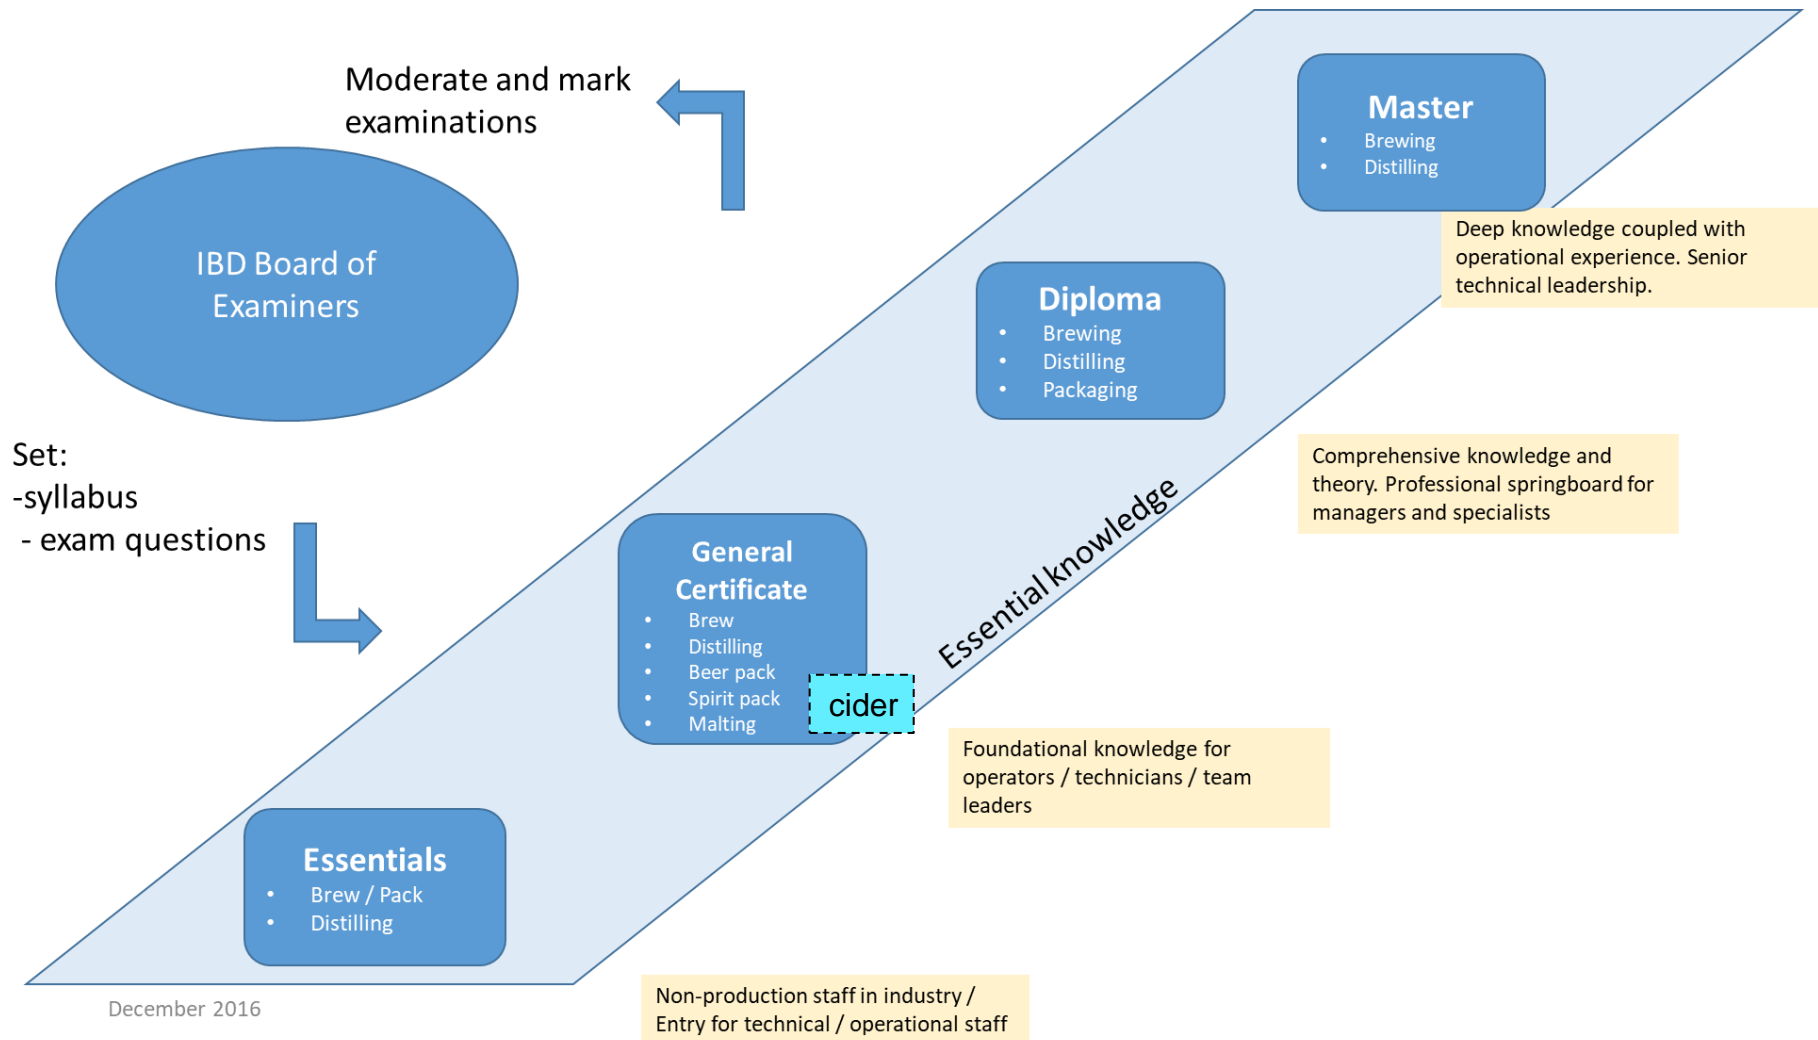 Moderate and mark
examinations
IBD Board of
Examiners
Set:
-syllabus
- exam questions
Master
• Brewing
• Distilling
Deep knowledge coupled with
operational experience. Senior
technical leadership.
Diploma
• Brewing
• Distilling
• Packaging
Comprehensive knowledge and
theory. Professional springboard for
managers and specialists
Essential knowledge
General
Certificate
• Brew
• Distilling
• Beer pack
• Spirit pack
• Malting
cider
Foundational knowledge for
operators / technicians / team
leaders
Essentials
• Brew / Pack
• Distilling
Non-production staff in industry /
Entry for technical / operational staff
December 2016